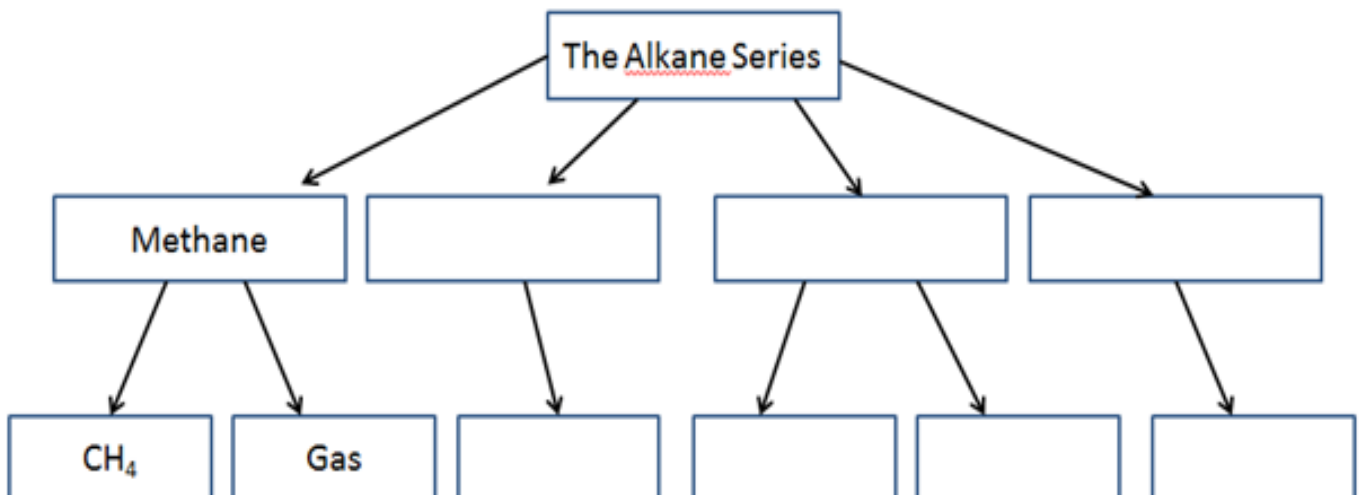 The Alkane Series
Methane
CH₄
Gas